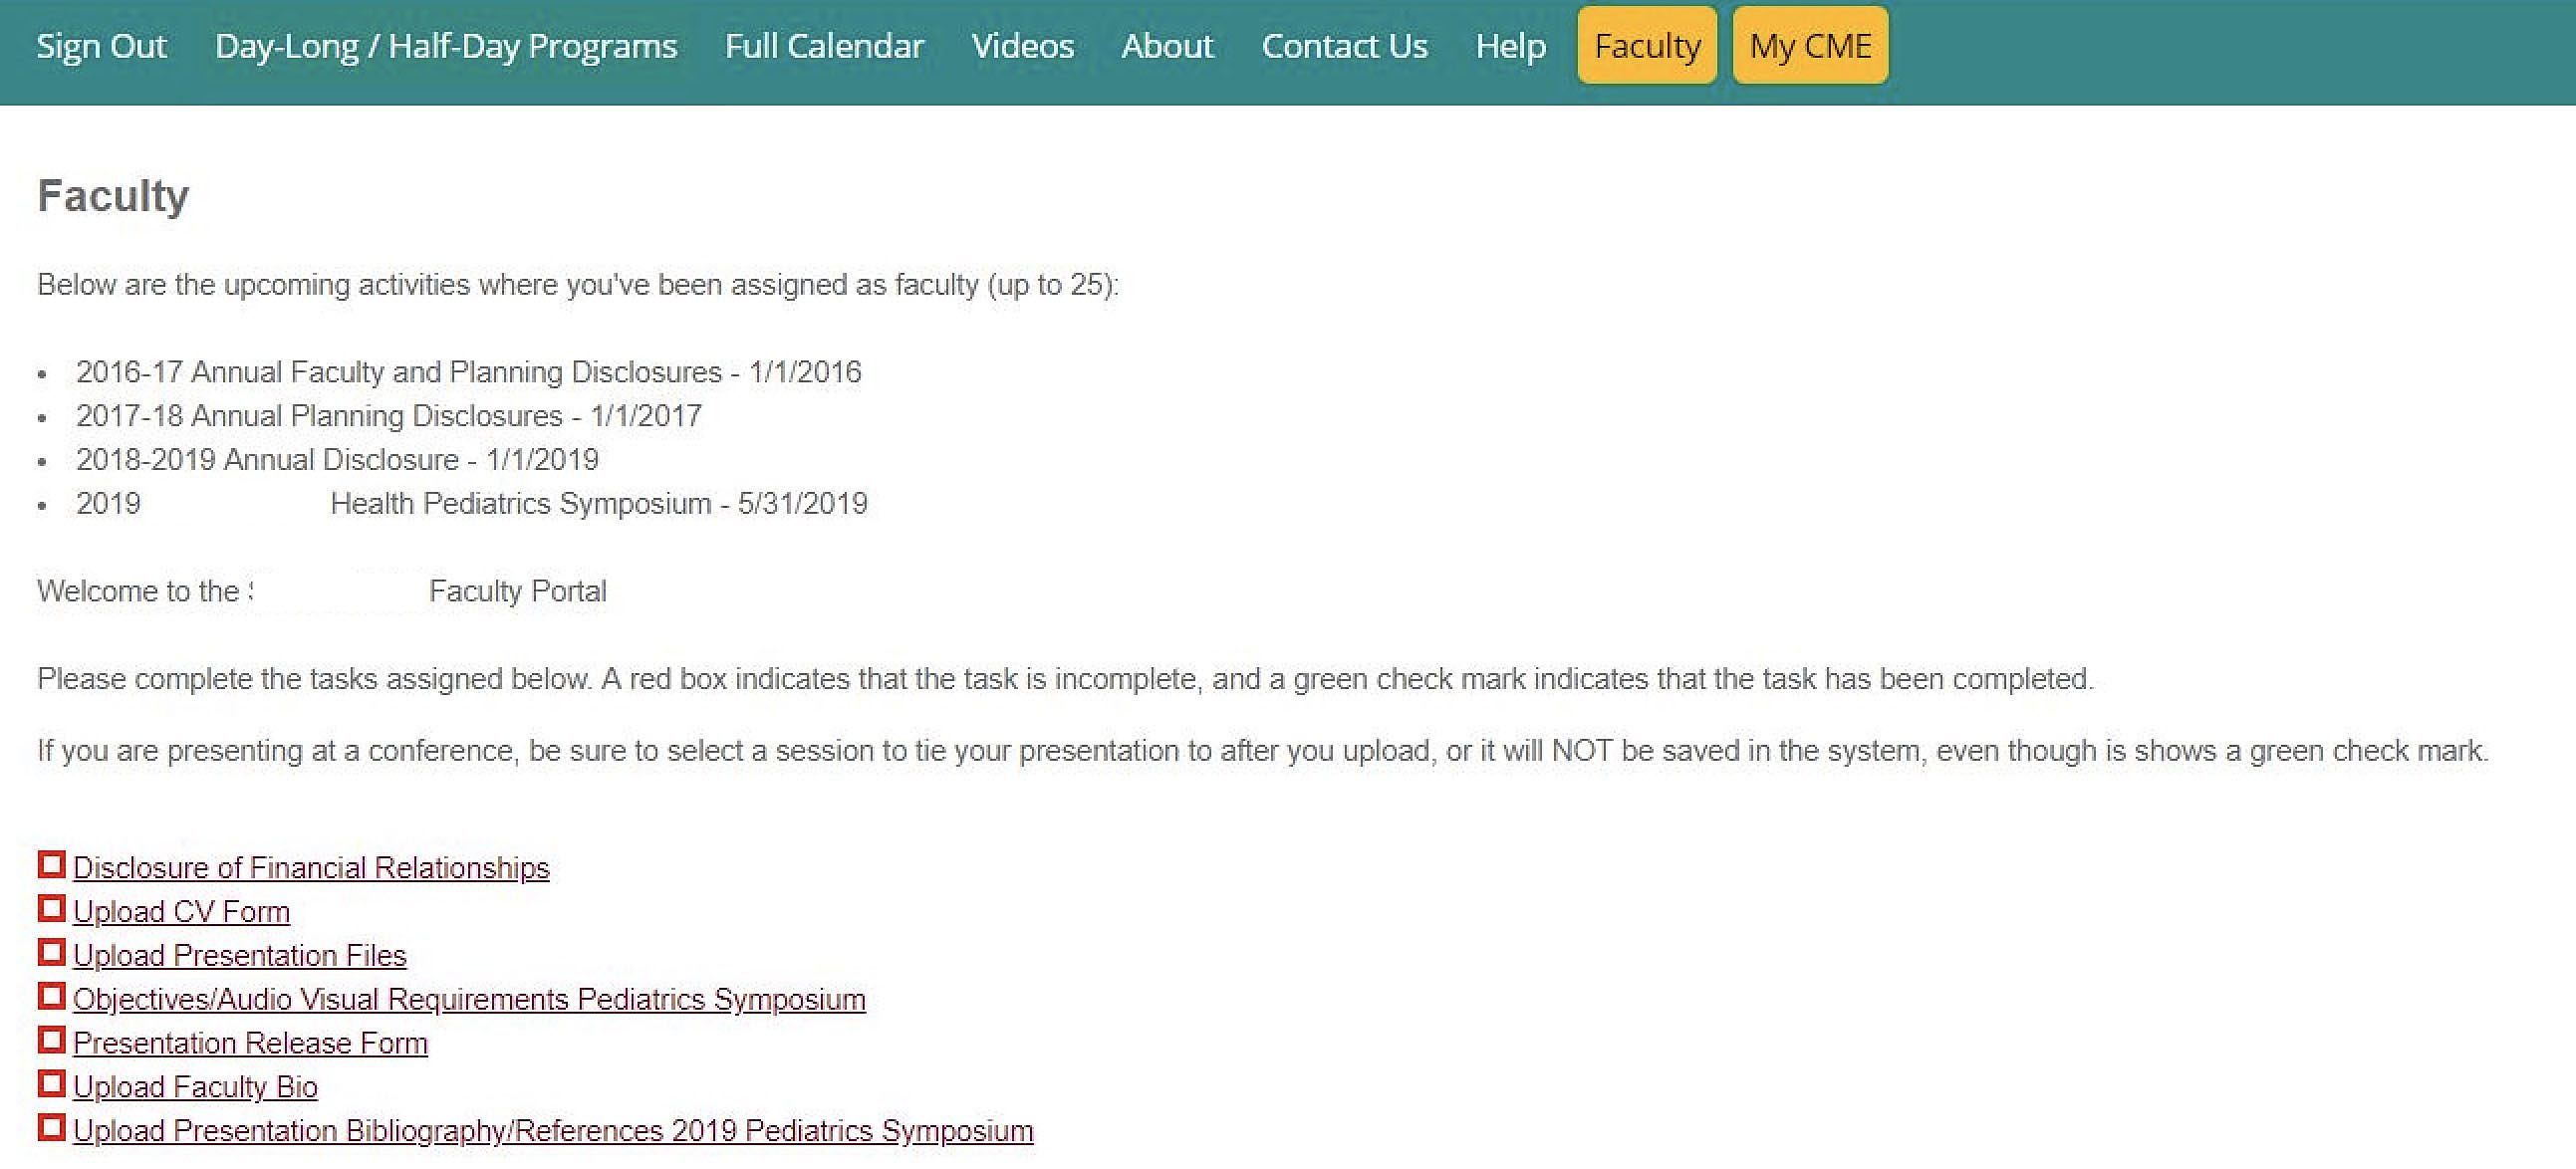 Sign Out Day-Long / Half-Day Programs Full Calendar Videos About Contact Us Help Faculty My CME
Faculty
Below are the upcoming activities where you've been assigned as faculty (up to 25):
• 2016-17 Annual Faculty and Planning Disclosures - 1/1/2016
• 2017-18 Annual Planning Disclosures - 1/1/2017
• 2018-2019 Annual Disclosure - 1/1/2019
• 2019 Health Pediatrics Symposium - 5/31/2019
Welcome to the Faculty Portal
Please complete the tasks assigned below. A red box indicates that the task is incomplete, and a green check mark indicates that the task has been completed.
If you are presenting at a conference, be sure to select a session to tie your presentation to after you upload, or it will NOT be saved in the system, even though is shows a green check mark.
Disclosure of Financial Relationships
Upload CV Form
Upload Presentation Files
Objectives/Audio Visual Requirements Pediatrics Symposium
Presentation Release Form
Upload Faculty Bio
Upload Presentation Bibliography/References 2019 Pediatrics Symposium